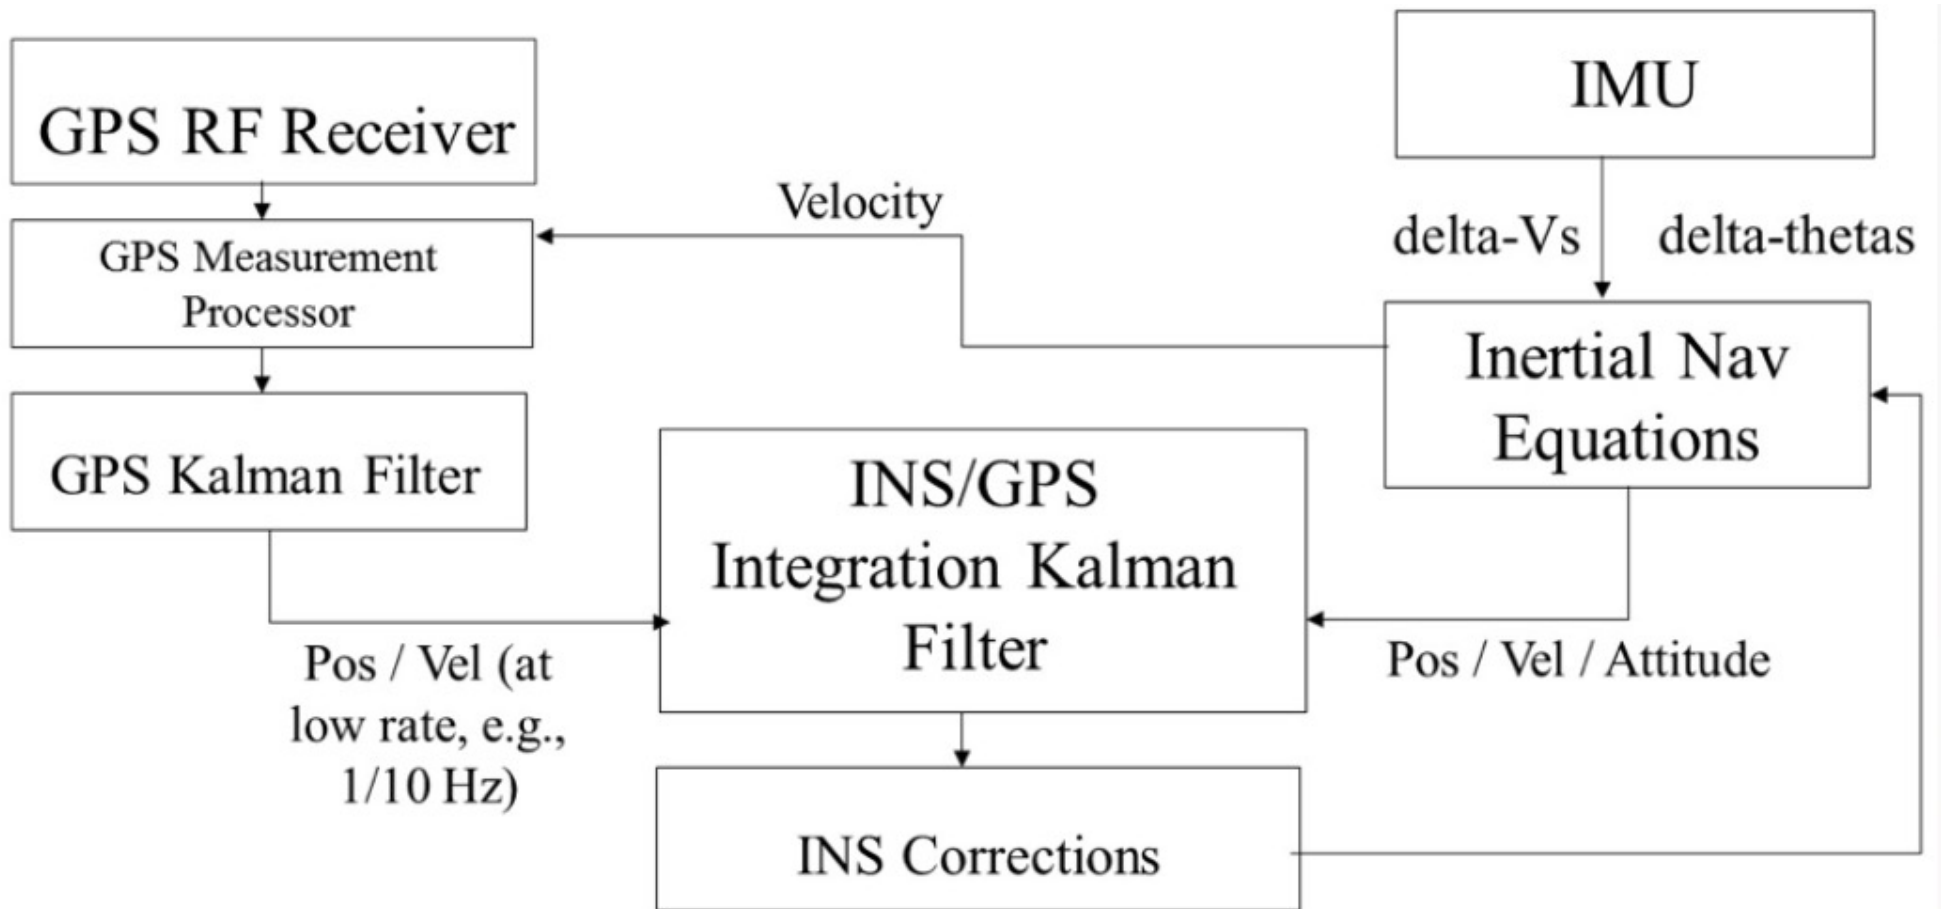 GPS RF Receiver
IMU
Velocity
delta-Vs
delta-thetas
GPS Measurement
Processor
Inertial Nav
Equations
GPS Kalman Filter
INS/GPS
Integration Kalman
Filter
Pos / Vel (at
low rate, e.g.,
1/10 Hz)
Pos / Vel / Attitude
INS Corrections